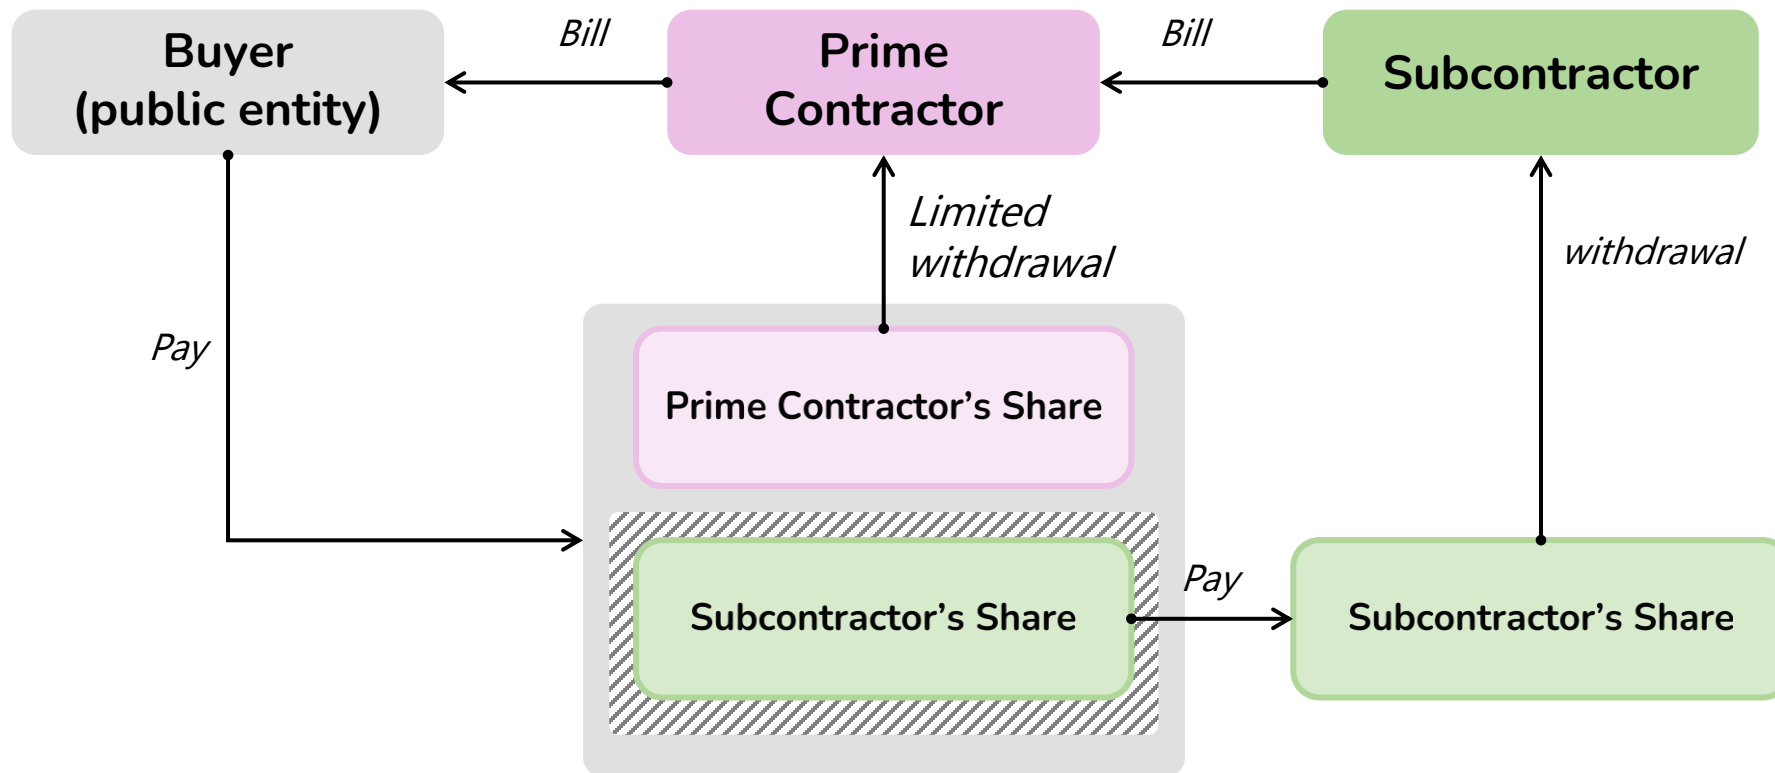 Buyer
(public entity)
Bill
Prime
Contractor
Bill
Subcontractor
Limited
withdrawal
withdrawal
Pay
Prime Contractor’s Share
Pay
Subcontractor’s Share
Subcontractor’s Share